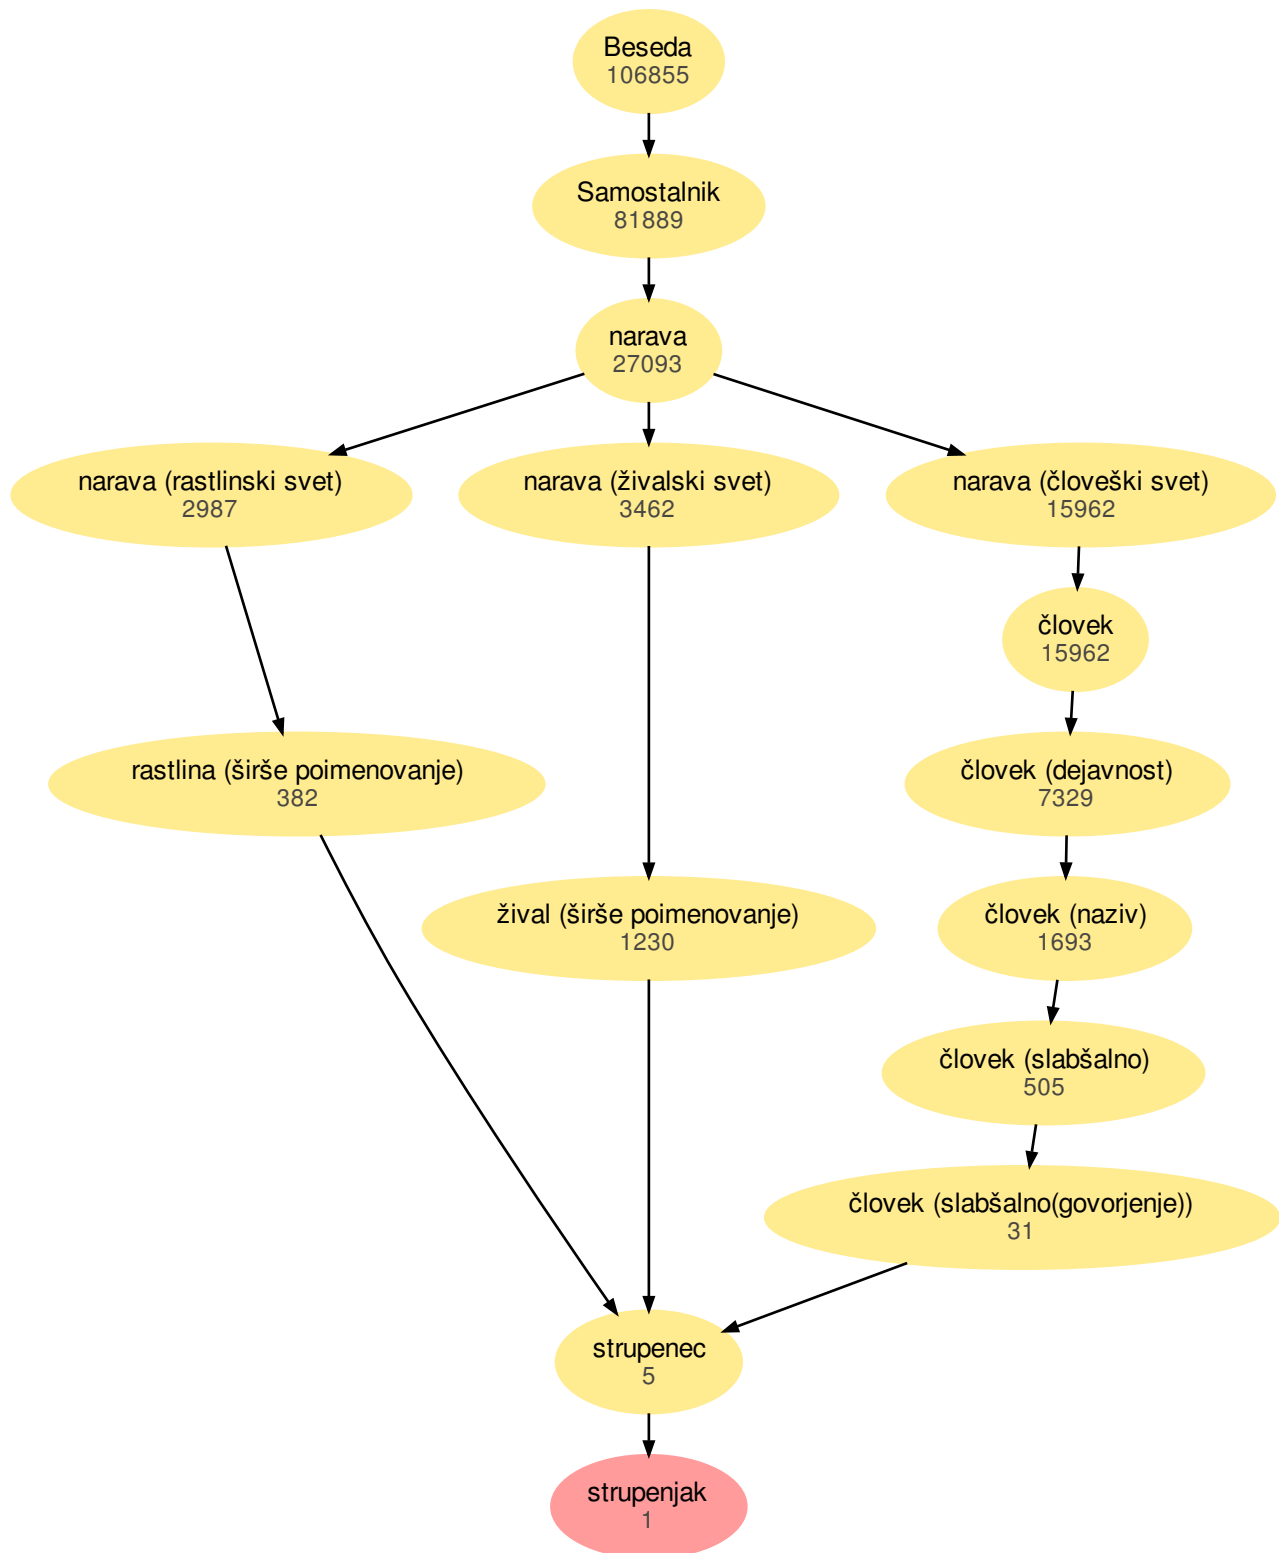 Beseda
106855
Samostalnik
81889
narava
27093
narava (rastlinski svet)
2987
narava (živalski svet)
3462
narava (človeški svet)
15962
človek
15962
rastlina (širše poimenovanje)
382
človek (dejavnost)
7329
žival (širše poimenovanje)
1230
človek (naziv)
1693
človek (slabšalno)
505
človek (slabšalno(govorjenje))
31
strupenec
5
strupenjak
1